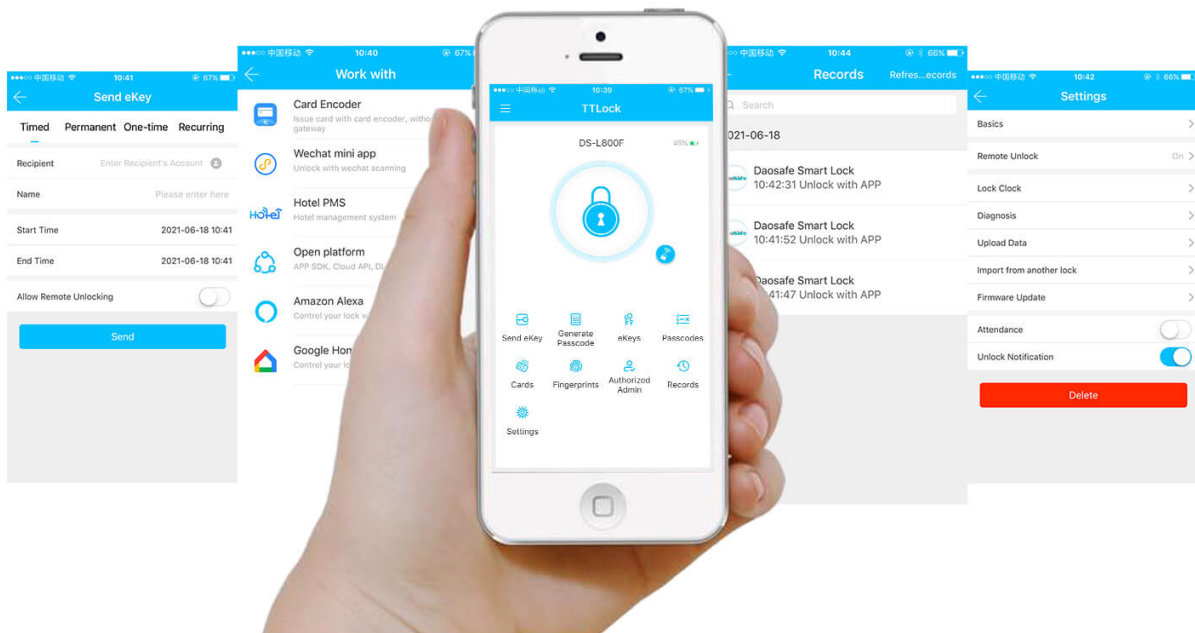 中国移动 10:41 67%
Send eKey
Timed Permanent One-time Recurring
Recipient Enter Recipient's Account
Name Please enter here
Start Time 2021-06-18 10:41
End Time 2021-06-18 10:41
Allow Remote Unlocking
Send
中国移动 10:40 67%
Work with
Card Encoder
Issue card with card encoder,
gateway
Wechat mini app
Unlock with wechat scanning
Hotel
Hotel PMS
Hotel management system
Open platform
APP SDK, Cloud API,
Amazon Alexa
Control your lock
Google
Control your
中国移动 10:39 67%
TTLock
DS-L800F 45%
Send eKey
Generate
Passcode
eKeys
Passcodes
Cards
Fingerprints
Authorized
Admin
Records
Settings
中国移动 10:44 66%
Records Refres...ecords
Search
021-06-18
Daosafe Smart Lock
10:42:31 Unlock with APP
Daosafe Smart Lock
10:41:52 Unlock with APP
Daosafe Smart Lock
41:47 Unlock with APP
中国移动 10:42 66%
Settings
Basics
Remote Unlock On
Lock Clock
Diagnosis
Upload Data
Import from another lock
Firmware Update
Attendance
Unlock Notification
Delete